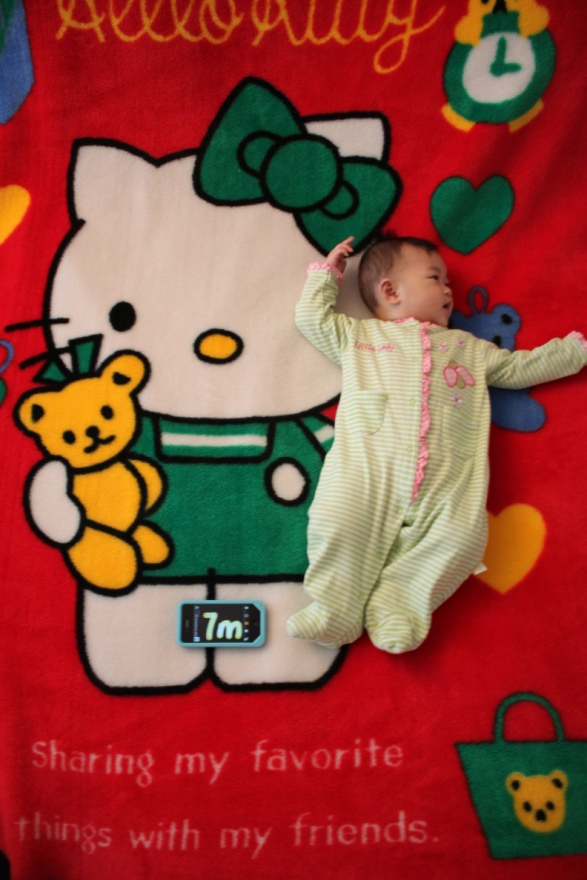 Hello Kitty
7m
Sharing my favorite
things with my friends.